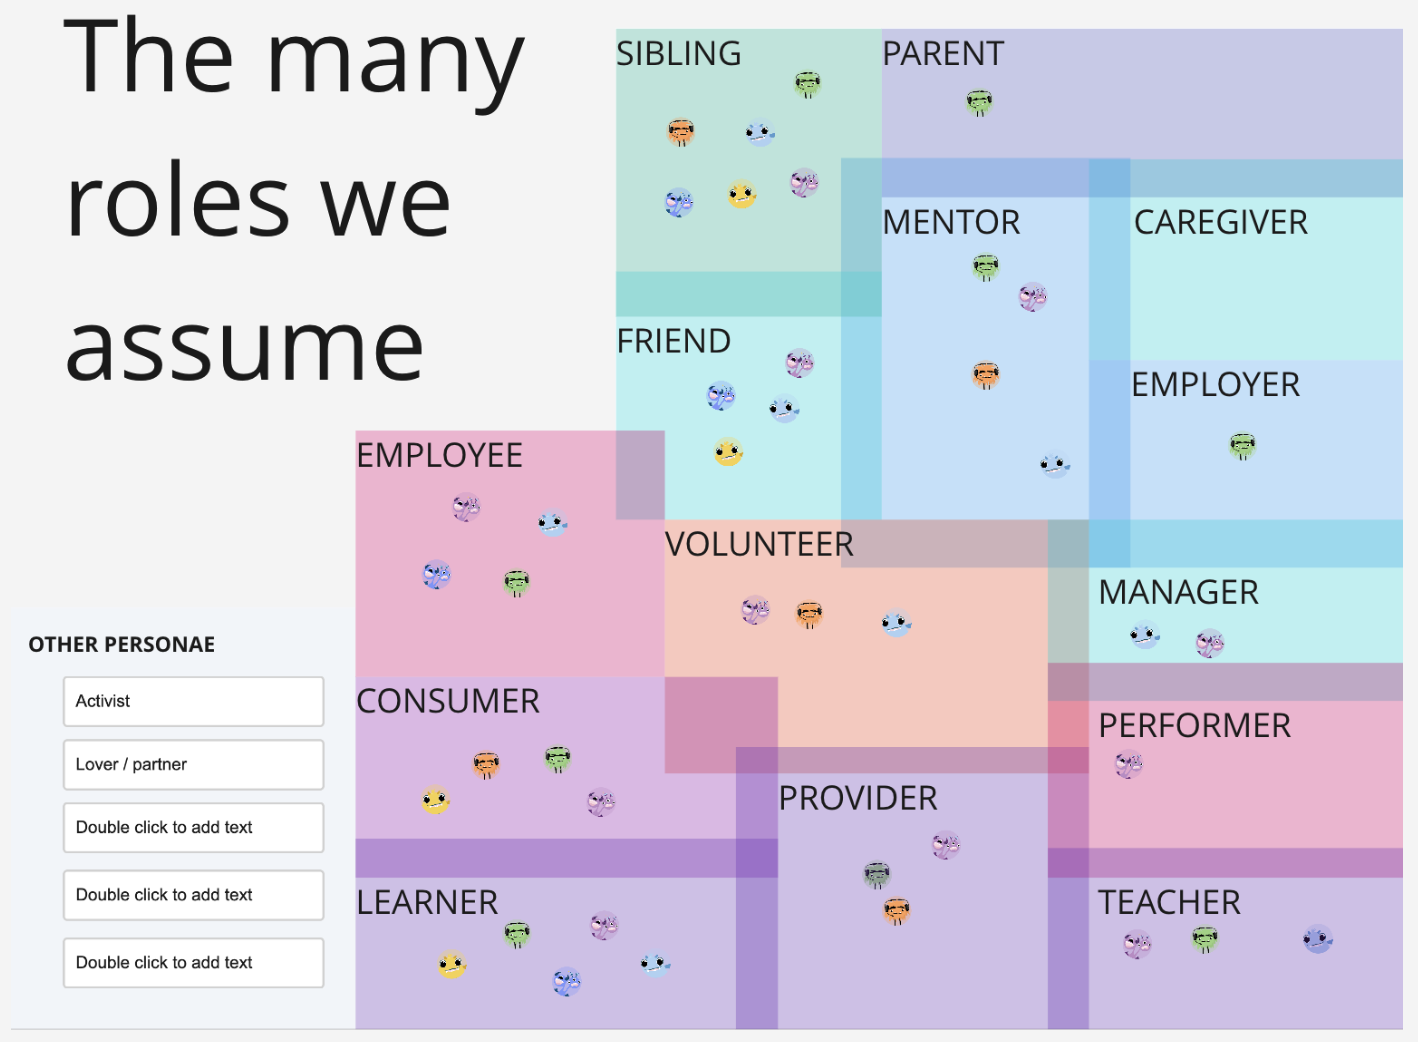 The many
roles we
assume
SIBLING
PARENT
MENTOR
CAREGIVER
FRIEND
EMPLOYER
EMPLOYEE
VOLUNTEER
MANAGER
OTHER PERSONAE
Activist
Lover / partner
Double click to add text
Double click to add text
Double click to add text
CONSUMER
PERFORMER
PROVIDER
LEARNER
TEACHER